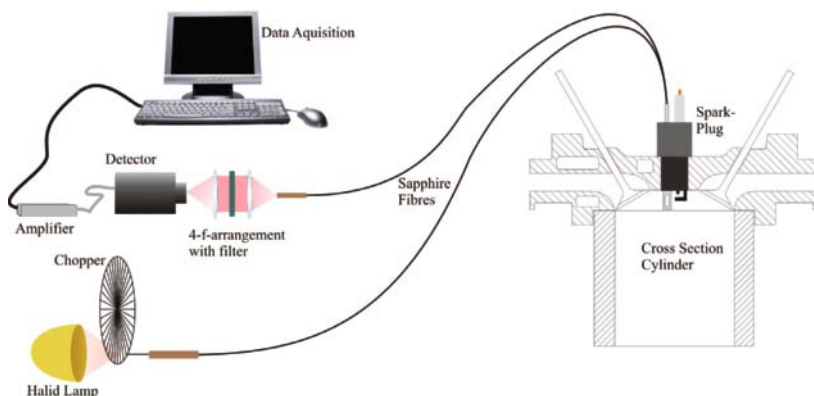 Data Aquisition
Spark-
Plug
Detector
Sapphire
Fibres
Amplifier
4-f-arrangement
with filter
Cross Section
Cylinder
Chopper
Halid Lamp